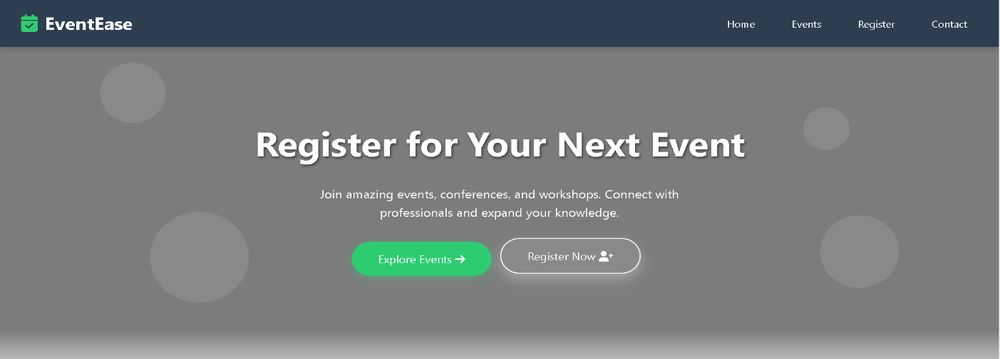 EventEase
Home Events Register Contact
Register for Your Next Event
Join amazing events, conferences, and workshops. Connect with
professionals and expand your knowledge.
Explore Events
Register Now